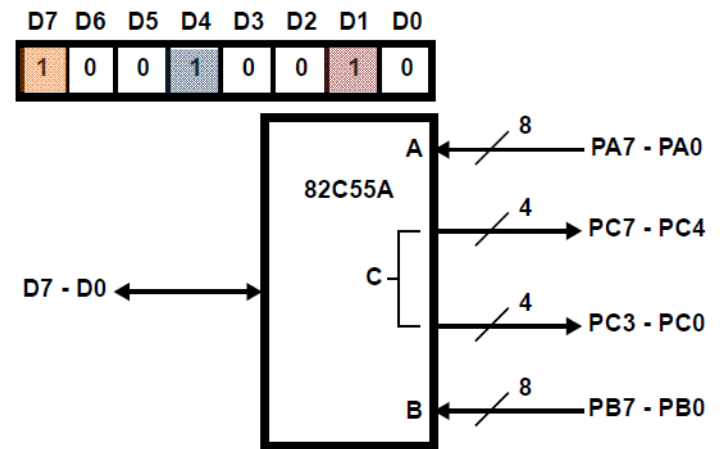 D7 D6 D5 D4 D3 D2 D1 D0
1 0 0 1 0 0 1 0
8
A PA7 - PA0
82C55A
4
PC7 - PC4
C
D7 - D0
4
PC3 - PC0
8
B PB7 - PB0